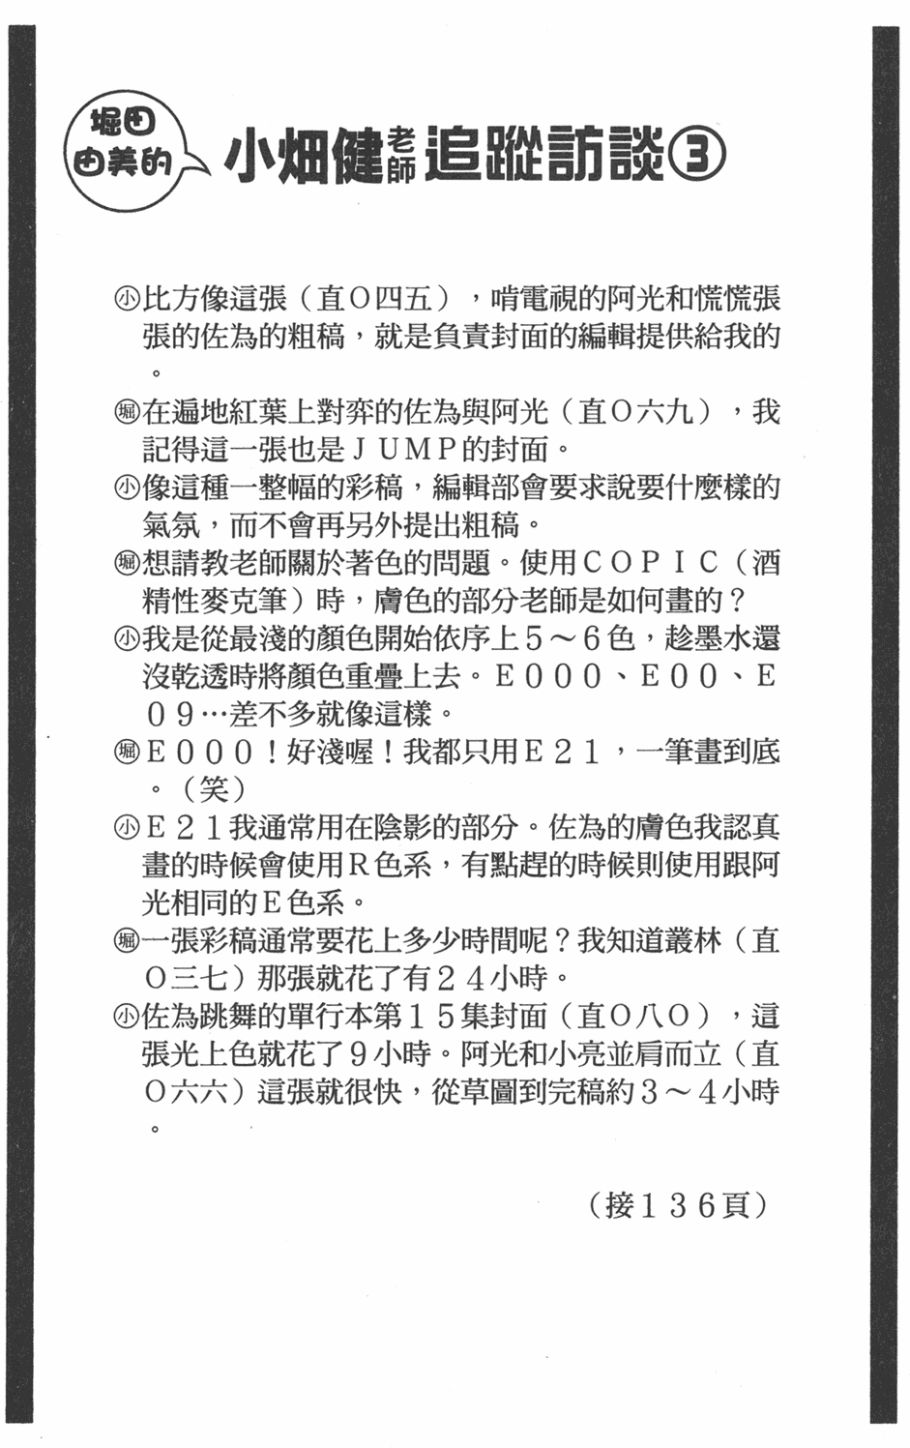 堀田
由美的
小畑健老師追蹤訪談③
㊥比方像這張（直０四五），啃電視的阿光和慌慌張
張的佐為的粗稿，就是負責封面的編輯提供給我的
。
堀在遍地紅葉上對弈的佐為與阿光（直０六九），我
記得這一張也是ＪＵＭＰ的封面。
小像這種一整幅的彩稿，編輯部會要求說要什麼樣的
氣氛，而不會再另外提出粗稿。
堀想請教老師關於著色的問題。使用ＣＯＰＩＣ（酒
精性麥克筆）時，膚色的部分老師是如何畫的？
小我是從最淺的顏色開始依序上５～６色，趁墨水還
沒乾透時將顏色重疊上去。Ｅ０００、Ｅ００、Ｅ
０９…差不多就像這樣。
堀Ｅ０００！好淺喔！我都只用Ｅ２１，一筆畫到底
。（笑）
小Ｅ２１我通常用在陰影的部分。佐為的膚色我認真
畫的時候會使用Ｒ色系，有點趕的時候則使用跟阿
光相同的Ｅ色系。
堀一張彩稿通常要花上多少時間呢？我知道叢林（直
０三七）那張就花了有２４小時。
小佐為跳舞的單行本第１５集封面（直０八０），這
張光上色就花了９小時。阿光和小亮並肩而立（直
０六六）這張就很快，從草圖到完稿約３～４小時
。
（接１３６頁）